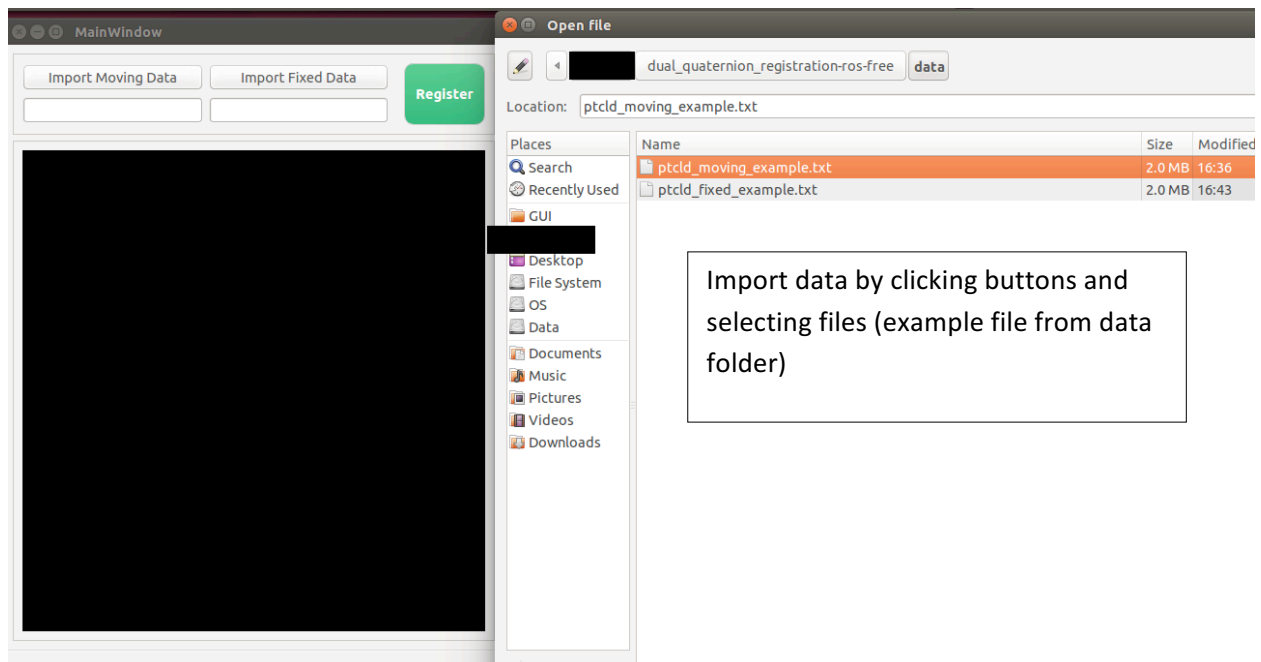 MainWindow
Import Moving Data
Import Fixed Data
Register
Open file
dual_quaternion_registration-ros-free
data
Location: ptcld_moving_example.txt
Places
Search
Recently Used
GUI
Desktop
File System
OS
Data
Documents
Music
Pictures
Videos
Downloads
Name Size Modified
ptcld_moving_example.txt 2.0 MB 16:36
ptcld_fixed_example.txt 2.0 MB 16:43
Import data by clicking buttons and
selecting files (example file from data
folder)